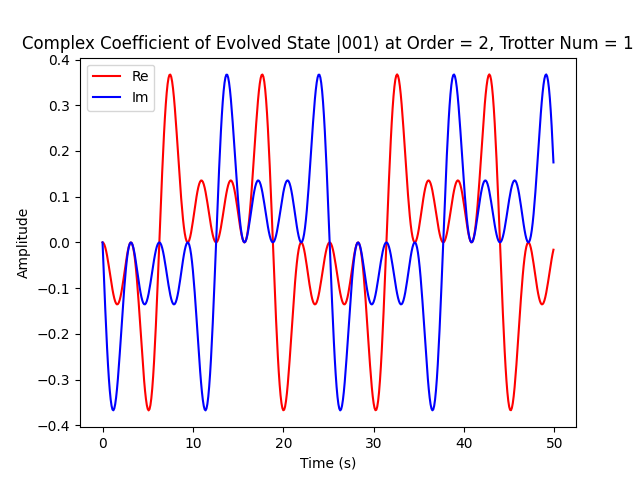 Complex Coefficient of Evolved State |001⟩ at Order = 2, Trotter Num = 1
Re
Im
Amplitude
0.4
0.3
0.2
0.1
0.0
−0.1
−0.2
−0.3
−0.4
0 10 20 30 40 50
Time (s)